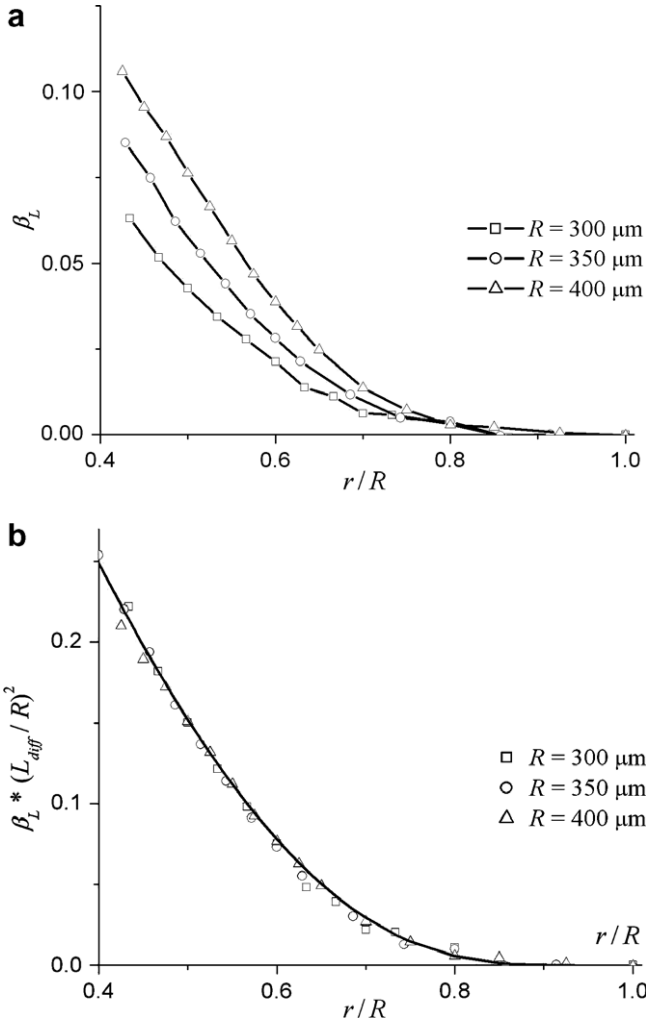 a
0.10
0.05
0.00
β_L
R = 300 μm
R = 350 μm
R = 400 μm
0.4 0.6 0.8 1.0
r / R
b
0.2
0.1
0.0
β_L * (L_diff / R)²
R = 300 μm
R = 350 μm
R = 400 μm
r / R
0.4 0.6 0.8 1.0
r / R